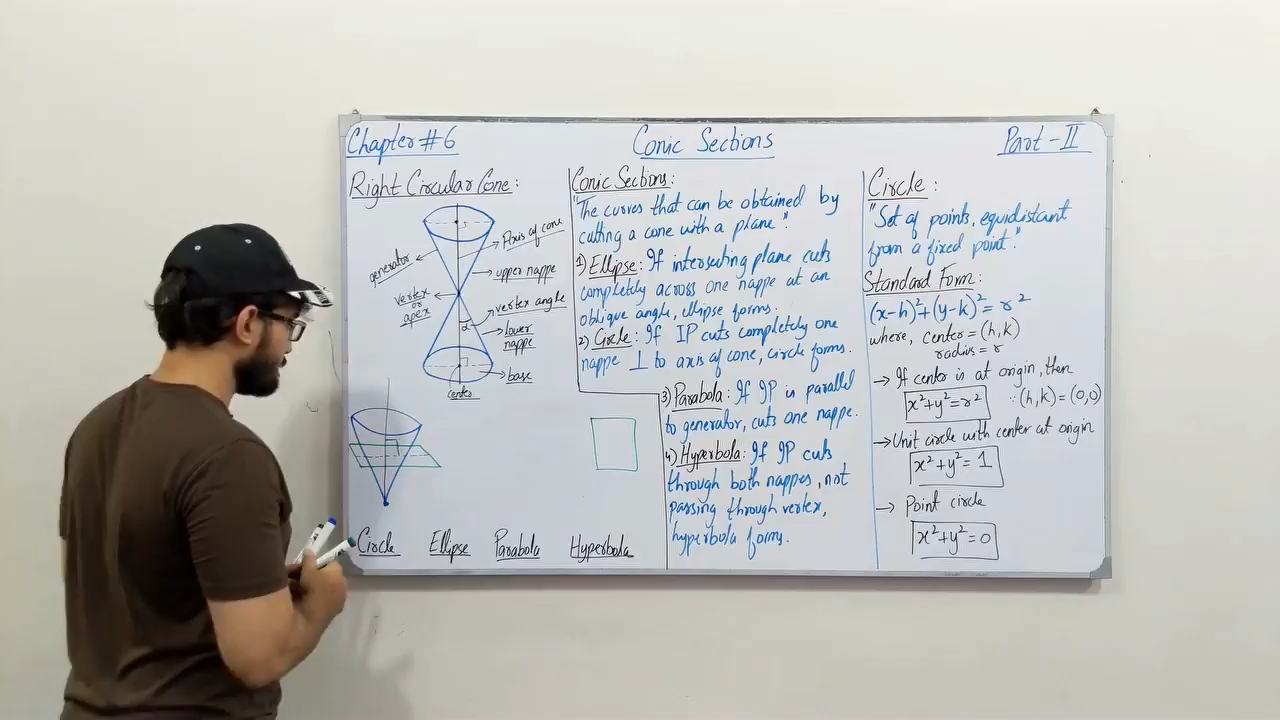 Chapter # 6
Conic Sections
Part - II
Right Circular Cone:
Axis of cone
generator
upper nappe
vertex
or
apex
vertex angle
α
lower
nappe
base
center
Circle
Ellipse
Parabola
Hyperbola
Conic Sections:
"The curves that can be obtained by
cutting a cone with a plane."
1) Ellipse: If intersecting plane cuts
completely across one nappe at an
oblique angle, ellipse forms.
2) Circle: If IP cuts completely one
nappe ⊥ to axis of cone, circle forms.
3) Parabola: If IP is parallel
to generator, cuts one nappe.
4) Hyperbola: If IP cuts
through both nappes, not
passing through vertex,
hyperbola forms.
Circle:
"Set of points, equidistant
from a fixed point."
Standard Form:
(x-h)²+(y-k)²=r²
where, center=(h,k)
radius=r
→ If center is at origin, then
x²+y²=r² ∵(h,k)=(0,0)
→Unit circle with center at origin
x²+y²=1
→ Point circle
x²+y²=0